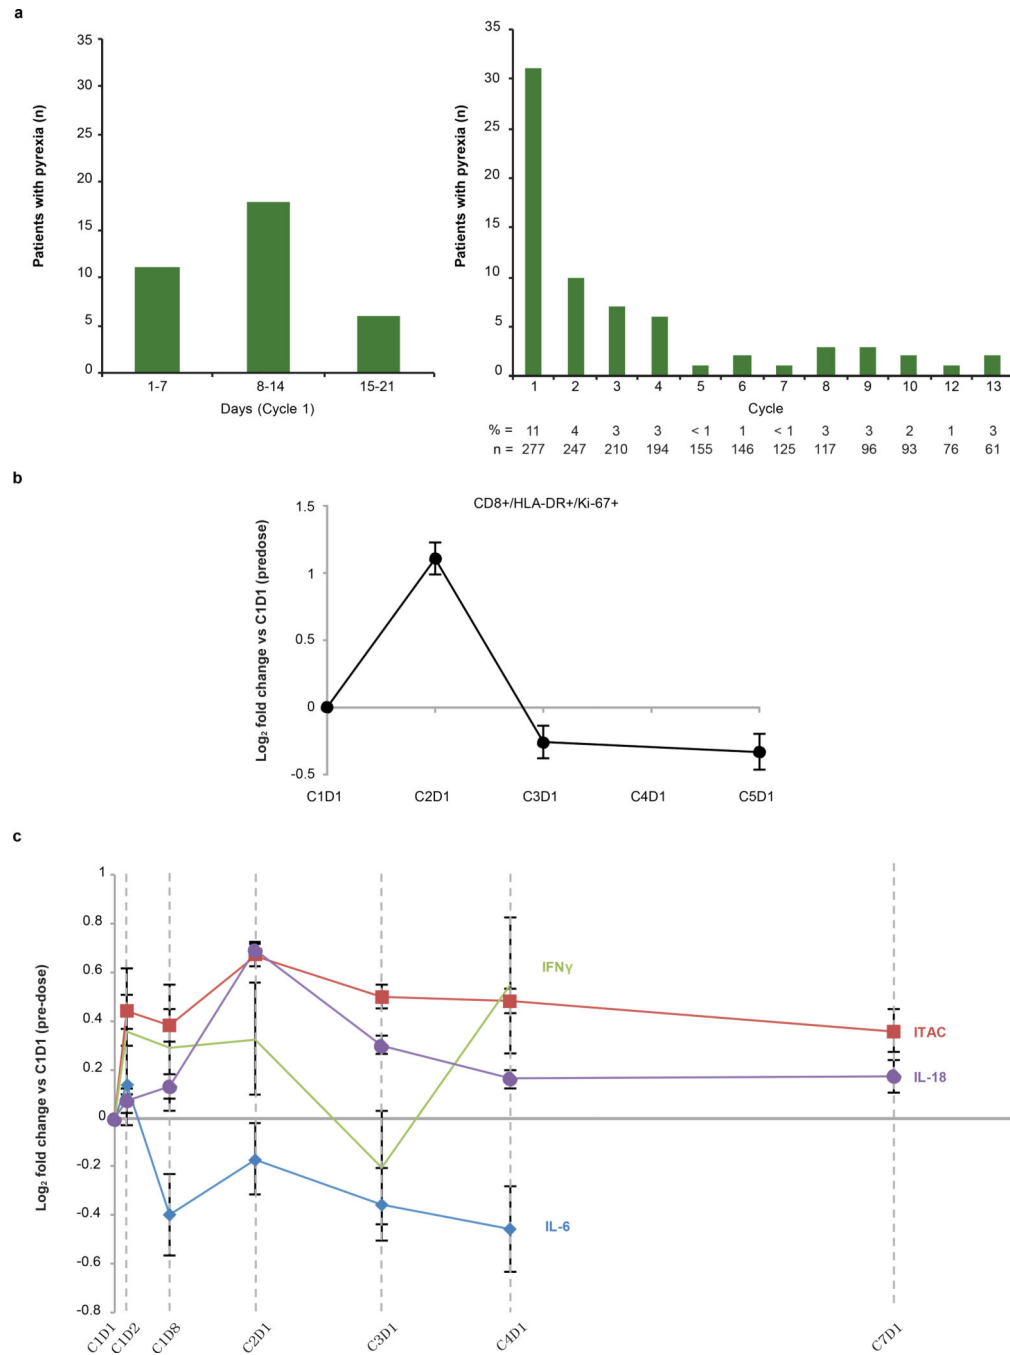 a
Patients with pyrexia (n)
35
30
25
20
15
10
5
0
1-7 8-14 15-21
Days (Cycle 1)
Patients with pyrexia (n)
35
30
25
20
15
10
5
0
1 2 3 4 5 6 7 8 9 10 12 13
Cycle
% = 11 4 3 3 < 1 1 < 1 3 3 2 1 3
n = 277 247 210 194 155 146 125 117 96 93 76 61
b
CD8+/HLA-DR+/Ki-67+
Log₂ fold change vs C1D1 (predose)
1.5
1
0.5
0
-0.5
C1D1 C2D1 C3D1 C4D1 C5D1
c
Log₂ fold change vs C1D1 (pre-dose)
1
0.8
0.6
0.4
0.2
0
-0.2
-0.4
-0.6
-0.8
IFNγ
ITAC
IL-18
IL-6
C1D1 C1D2 C1D8 C2D1 C3D1 C4D1 C7D1